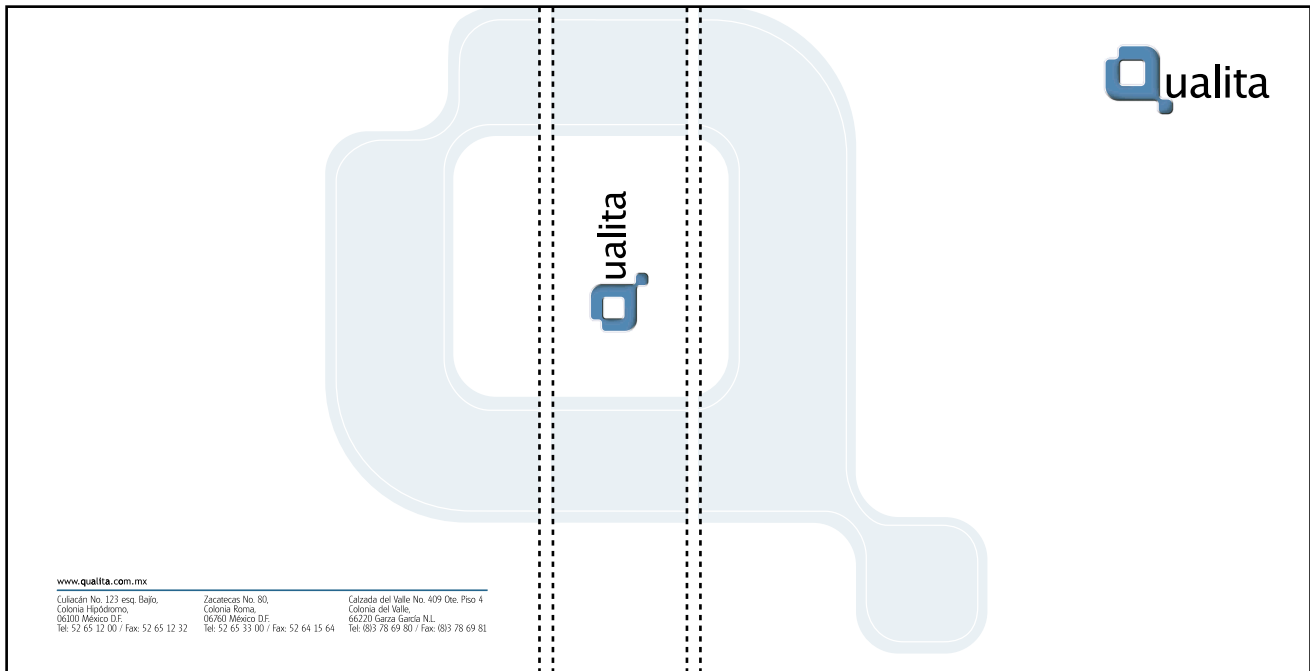 Qualita
Qualita
www.qualita.com.mx
Culiacán No. 123 esq. Bajío,
Colonia Hipódromo,
06100 México D.F.
Tel: 52 65 12 00 / Fax: 52 65 12 32
Zacatecas No. 80,
Colonia Roma,
06760 México D.F.
Tel: 52 65 33 00 / Fax: 52 64 15 64
Calzada del Valle No. 409 Ote. Piso 4
Colonia del Valle,
66220 Garza García N.L.
Tel: (8)3 78 69 80 / Fax: (8)3 78 69 81